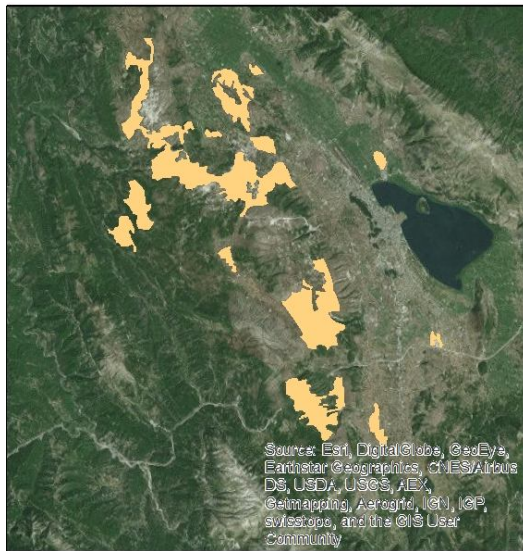 Source: Esri, DigitalGlobe, GeoEye,
Earthstar Geographics, CNES/Airbus
DS, USDA, USGS, AEX,
Getmapping, Aerogrid, IGN, IGP,
swisstopo, and the GIS User
Community